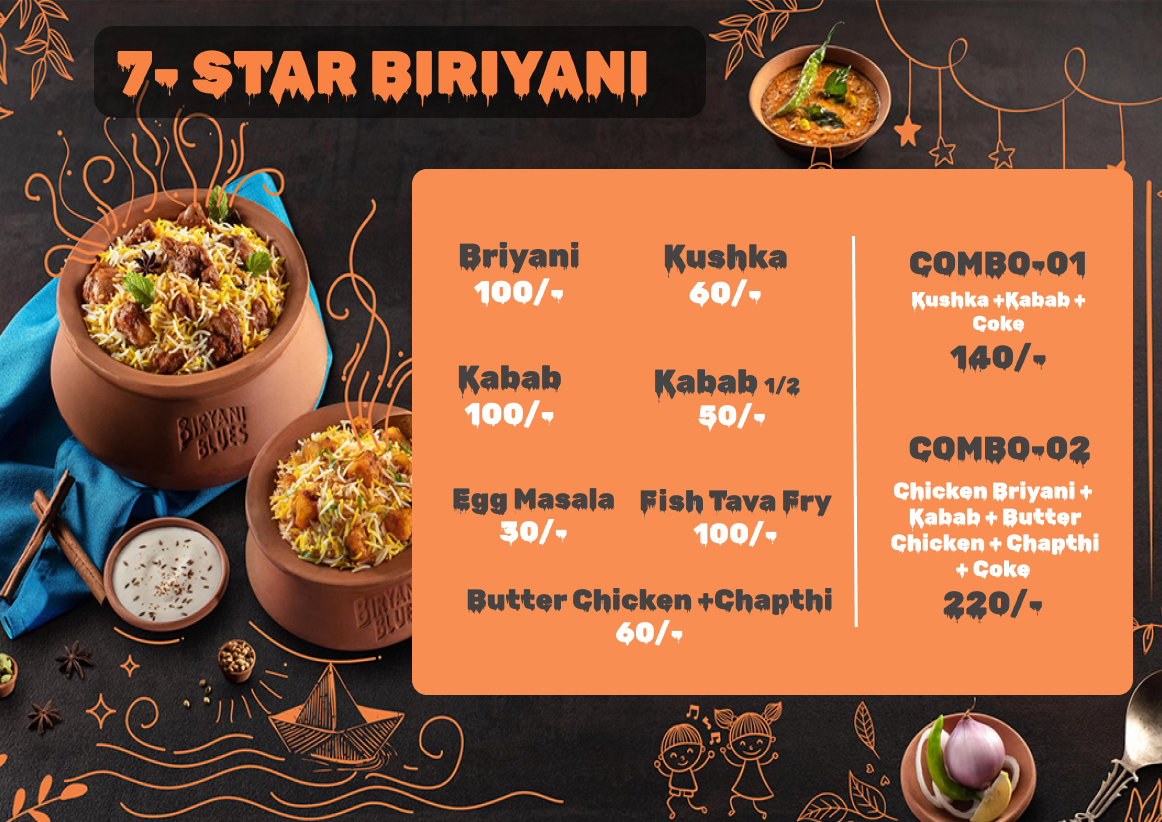 7- STAR BIRIYANI
BIRYANI
BLUES
BIRYANI
BLUES
Briyani
100/-
Kushka
60/-
Kabab
100/-
Kabab 1/2
50/-
Egg Masala
30/-
Fish Tava Fry
100/-
Butter Chicken +Chapthi
60/-
COMBO-01
Kushka +Kabab +
Coke
140/-
COMBO-02
Chicken Briyani +
Kabab + Butter
Chicken + Chapthi
+ Coke
220/-